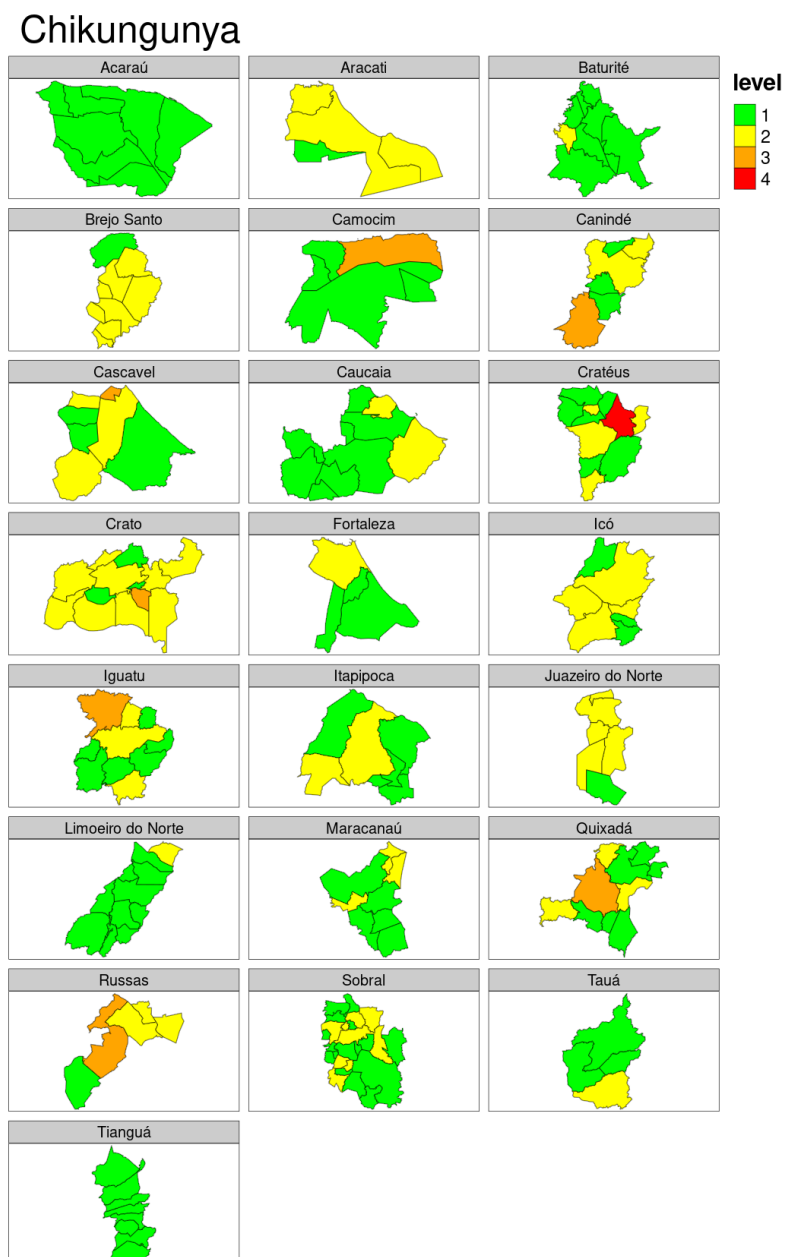 Chikungunya
Acaraú
Aracati
Baturité
level
1
2
3
4
Brejo Santo
Camocim
Canindé
Cascavel
Caucaia
Cratéus
Crato
Fortaleza
Icó
Iguatu
Itapipoca
Juazeiro do Norte
Limoeiro do Norte
Maracanaú
Quixadá
Russas
Sobral
Tauá
Tianguá